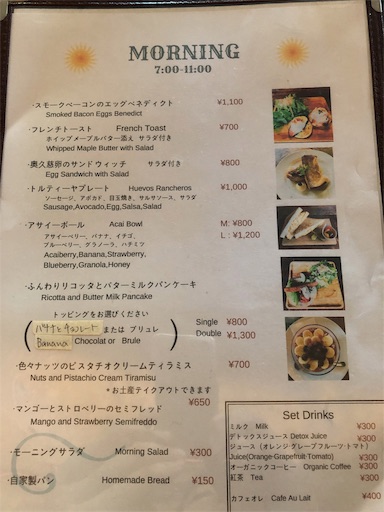 MORNING
7:00-11:00
・スモークベーコンのエッグベネディクト ¥1,100
Smoked Bacon Eggs Benedict
・フレンチトースト French Toast ¥700
ホイップメープルバター添え サラダ付き
Whipped Maple Butter with Salad
・奥久慈卵のサンドウィッチ サラダ付き ¥800
Egg Sandwich with Salad
・トルティーヤプレート Huevos Rancheros ¥1,000
ソーセージ、アボカド、目玉焼き、サルサソース、サラダ
Sausage,Avocado,Egg,Salsa,Salad
・アサイーボール Acai Bowl M: ¥800
アサイーベリー、バナナ、イチゴ、 L : ¥1,200
ブルーベリー、グラノーラ、ハチミツ
Acaiberry,Banana,Strawberry,
Blueberry,Granola,Honey
・ふんわりリコッタとバターミルクパンケーキ
Ricotta and Butter Milk Pancake
トッピングをお選びください
バナナとチョコレート または ブリュレ
Banana Chocolat or Brule
Single ¥800
Double ¥1,300
・色々ナッツのピスタチオクリームティラミス ¥700
Nuts and Pistachio Cream Tiramisu
*お土産テイクアウトできます
・マンゴーとストロベリーのセミフレッド ¥650
Mango and Strawberry Semifreddo
・モーニングサラダ Morning Salad ¥300
・自家製パン Homemade Bread ¥150
Set Drinks
ミルク Milk ¥300
デトックスジュース Detox Juice ¥300
ジュース（オレンジ・グレープフルーツ・トマト）
Juice(Orange·Grapefruit·Tomato) ¥300
オーガニックコーヒー Organic Coffee ¥300
紅茶 Tea ¥300
カフェオレ Cafe Au Lait ¥400